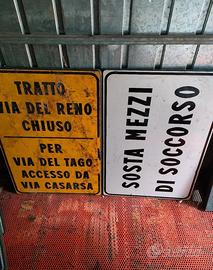 TRATTO
VIA DEL RENO
CHIUSO
PER
VIA DEL TAGO
ACCESSO DA
VIA CASARSA
SOSTA MEZZI
DI SOCCORSO